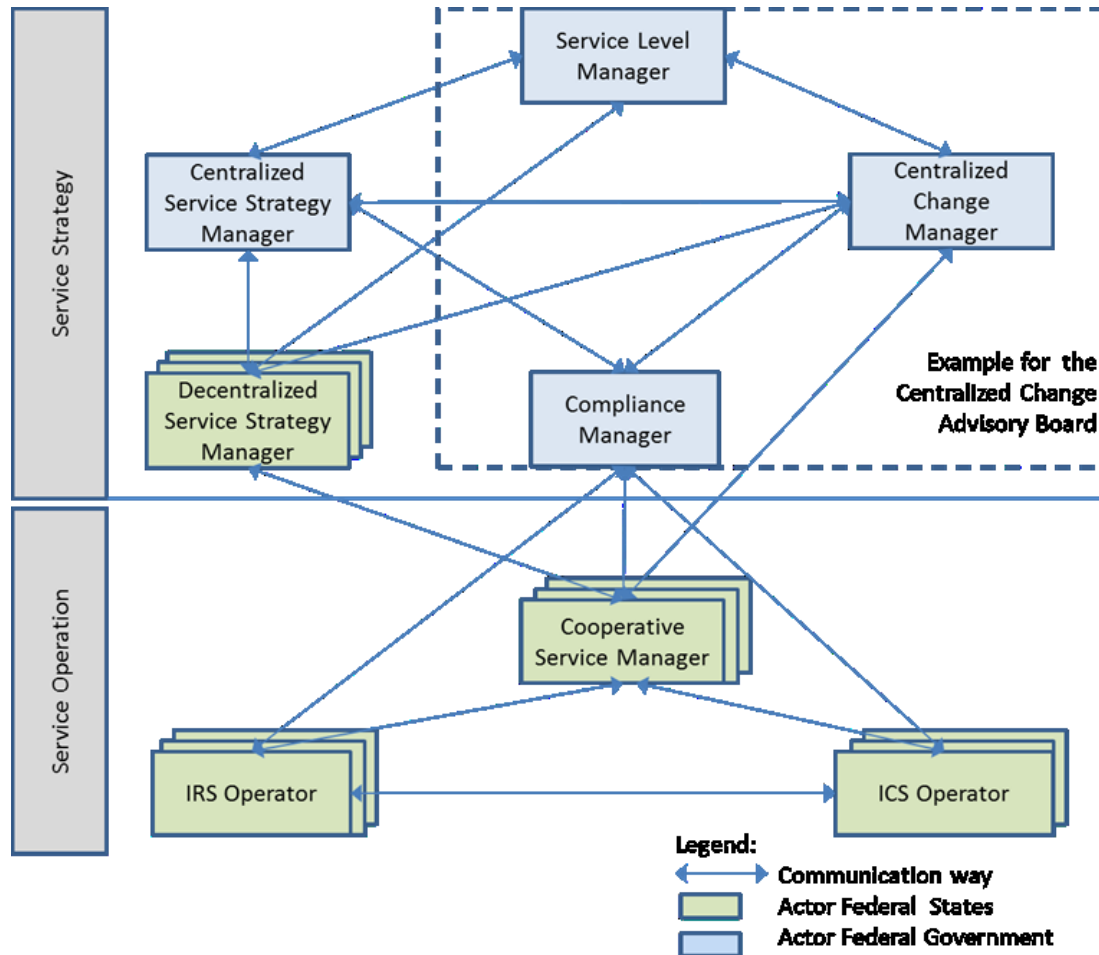 Service Strategy
Service Level
Manager
Centralized
Service Strategy
Manager
Centralized
Change
Manager
Decentralized
Service Strategy
Manager
Compliance
Manager
Example for the
Centralized Change
Advisory Board
Service Operation
Cooperative
Service Manager
IRS Operator
ICS Operator
Legend:
Communication way
Actor Federal States
Actor Federal Government